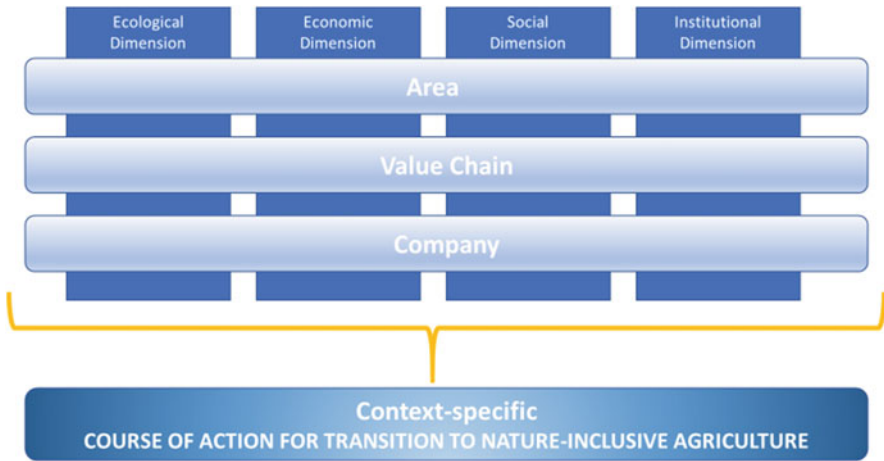 Ecological
Dimension
Economic
Dimension
Social
Dimension
Institutional
Dimension
Area
Value Chain
Company
Context-specific
COURSE OF ACTION FOR TRANSITION TO NATURE-INCLUSIVE AGRICULTURE